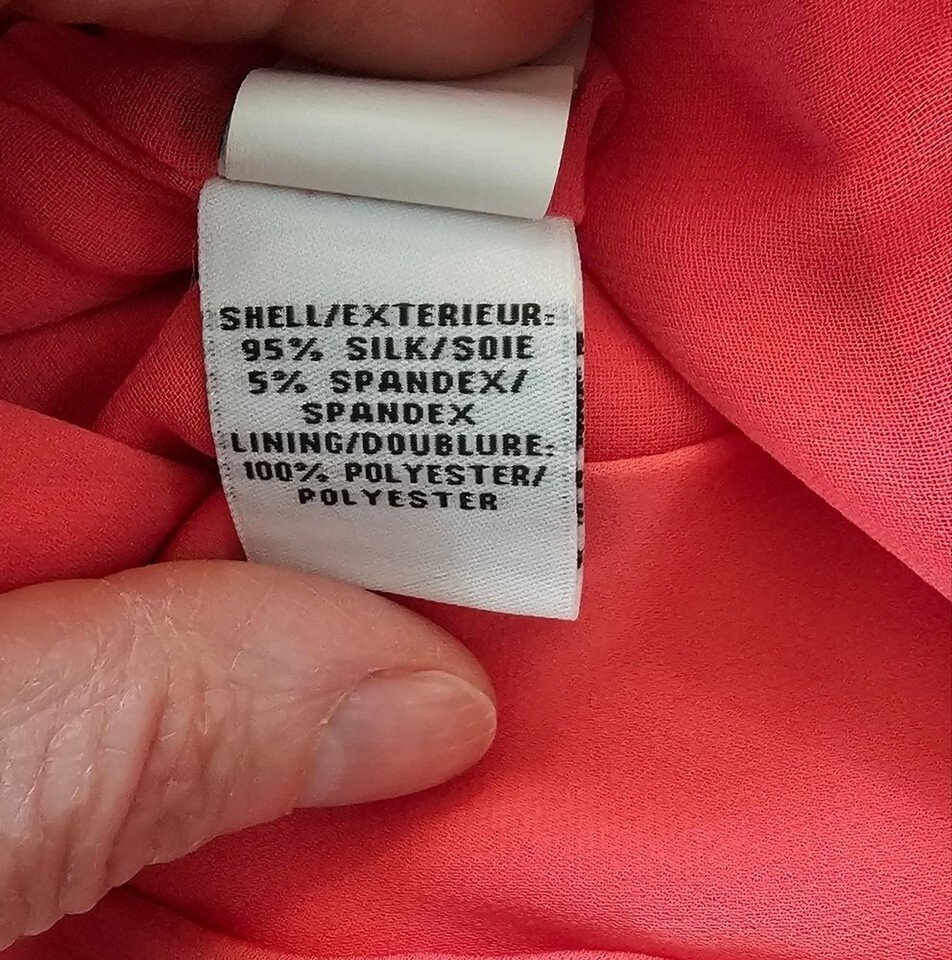 SHELL/EXTERIEUR:
95% SILK/SOIE
5% SPANDEX/
SPANDEX
LINING/DOUBLURE:
100% POLYESTER/
POLYESTER